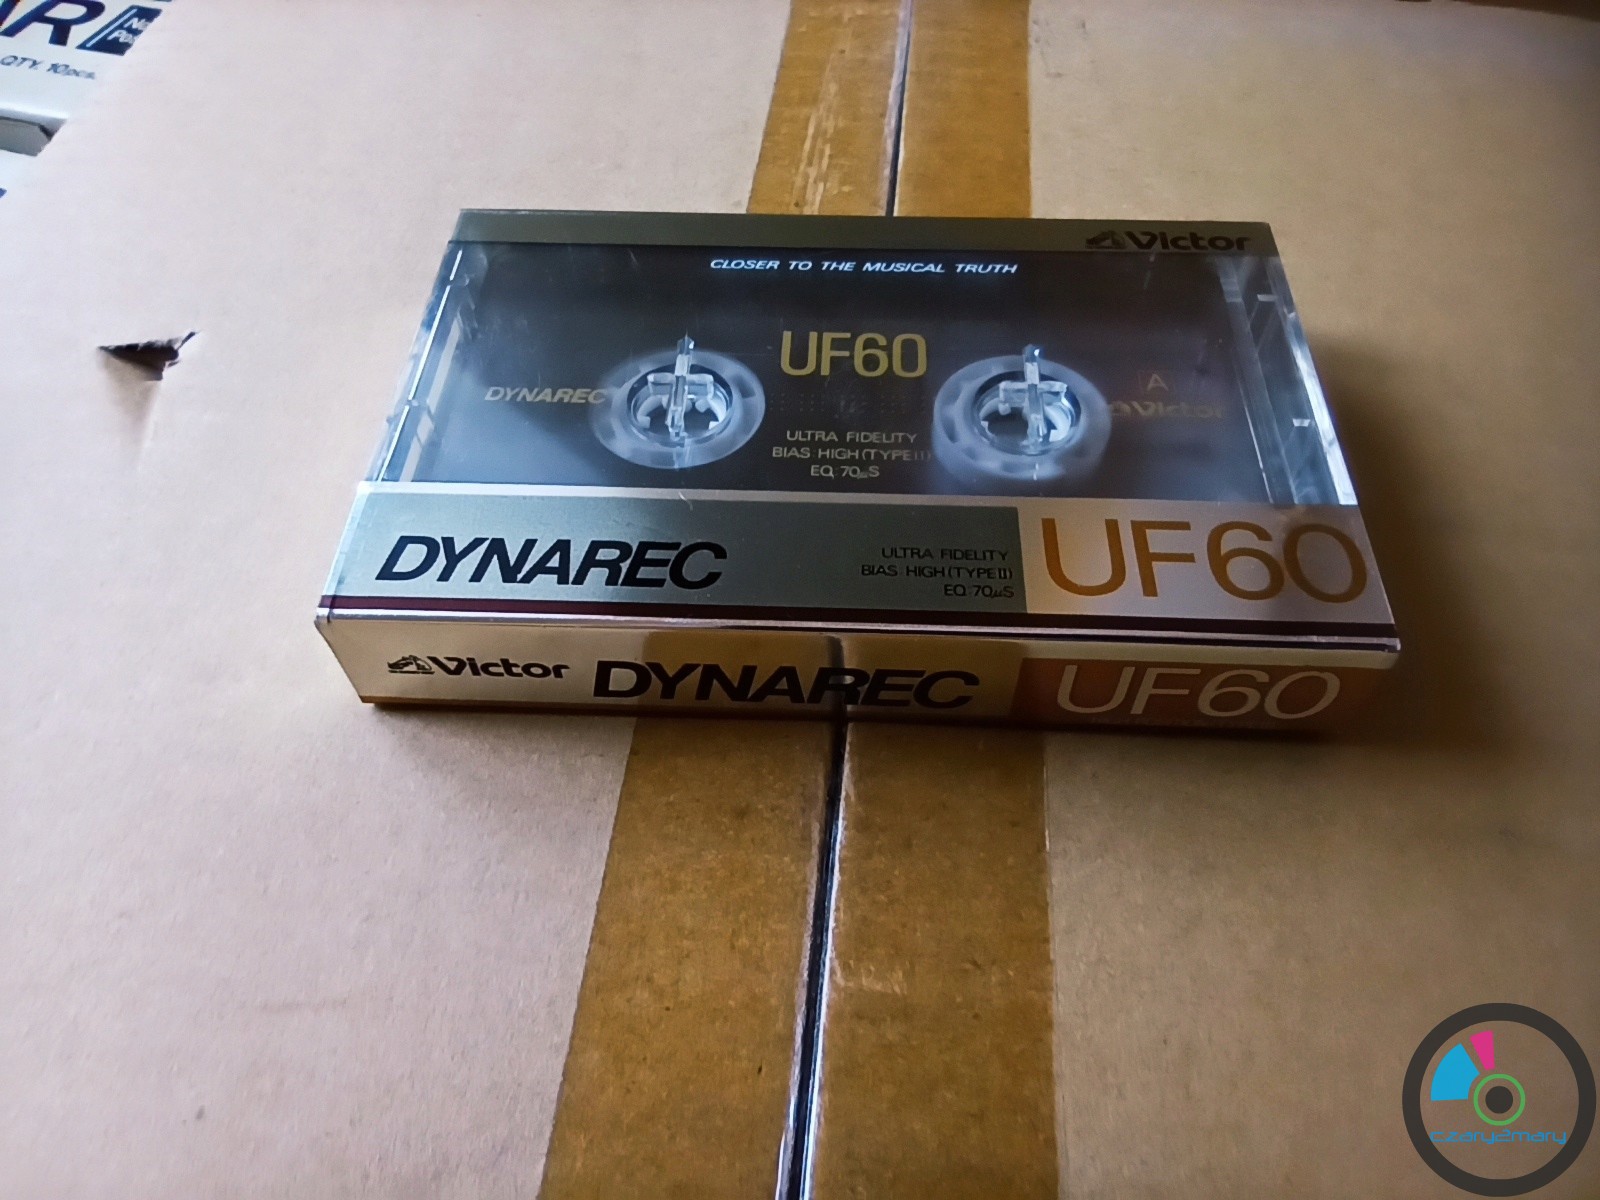 QTY. 10pcs.
Victor
CLOSER TO THE MUSICAL TRUTH
UF60
DYNAREC
A
Victor
ULTRA FIDELITY
BIAS: HIGH (TYPE II)
EQ: 70µS
DYNAREC
ULTRA FIDELITY
BIAS: HIGH (TYPE II)
EQ: 70µS
UF60
Victor DYNAREC UF60
czary2mary